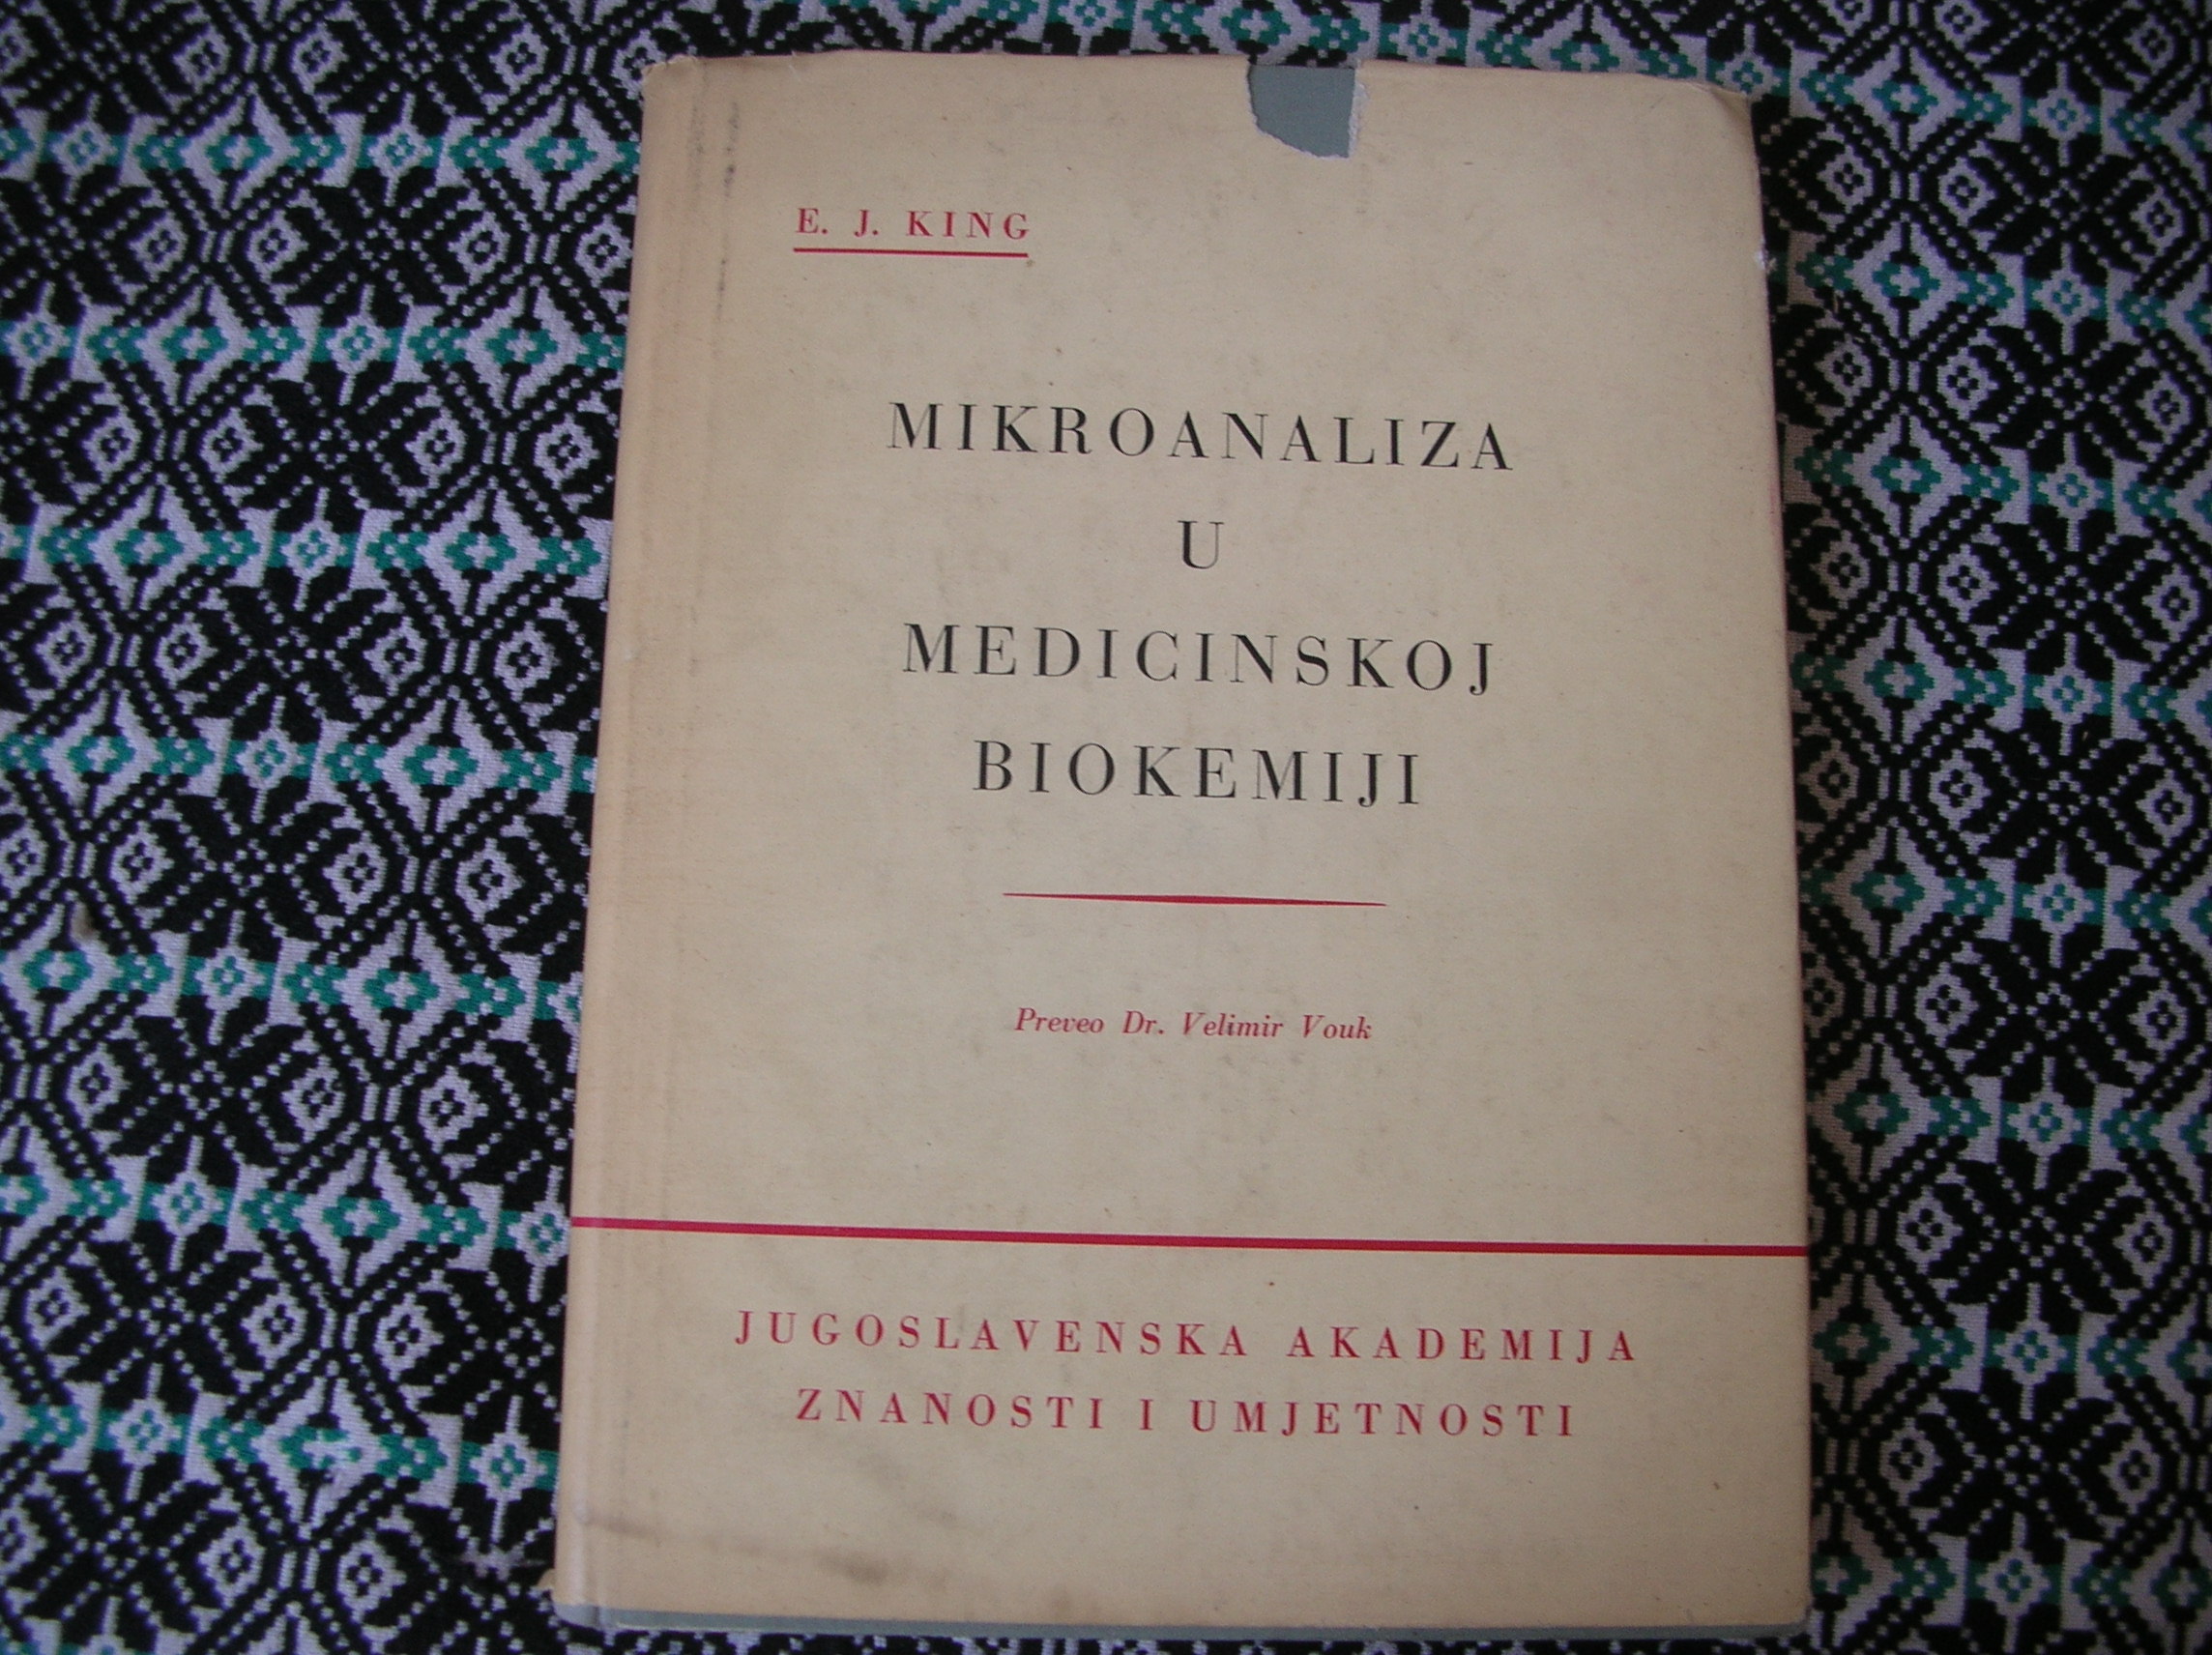 E. J. KING
MIKROANALIZA
U
MEDICINSKOJ
BIOKEMIJI
Preveo Dr. Velimir Vouk
JUGOSLAVENSKA AKADEMIJA
ZNANOSTI I UMJETNOSTI